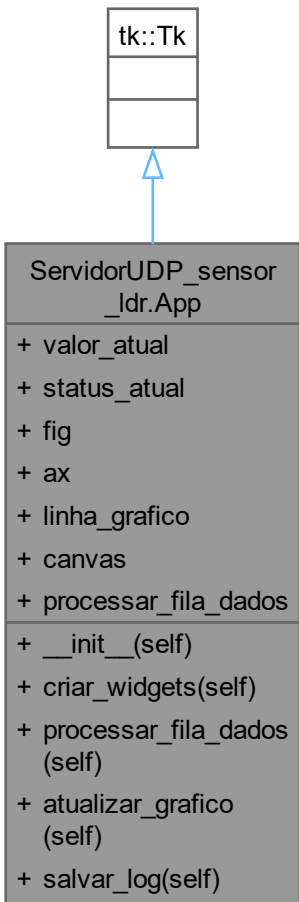 tk::Tk
ServidorUDP_sensor
_ldr.App
+ valor_atual
+ status_atual
+ fig
+ ax
+ linha_grafico
+ canvas
+ processar_fila_dados
+ __init__(self)
+ criar_widgets(self)
+ processar_fila_dados
(self)
+ atualizar_grafico
(self)
+ salvar_log(self)